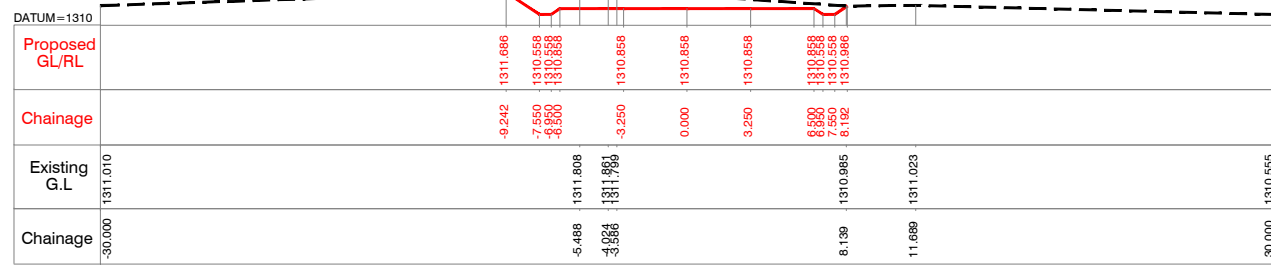 DATUM=1310
Proposed
GL/RL
1311.686 1310.558 1310.558 1310.858 1310.858 1310.858 1310.858 1310.858 1310.558 1310.558 1310.986
Chainage
-9.242 -7.550 -6.950 -6.500 -3.250 0.000 3.250 6.500 6.950 7.550 8.192
Existing
G.L
1311.010 1311.808 1311.861 1311.799 1310.985 1311.023 1310.555
Chainage
-30.000 -5.488 -4.024 -3.586 8.139 11.689 30.000